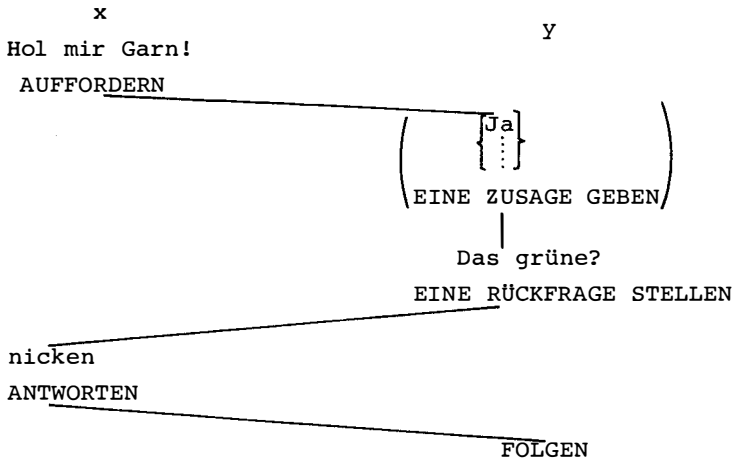 x
y
Hol mir Garn!
AUFFORDERN
Ja
EINE ZUSAGE GEBEN
Das grüne?
EINE RÜCKFRAGE STELLEN
nicken
ANTWORTEN
FOLGEN